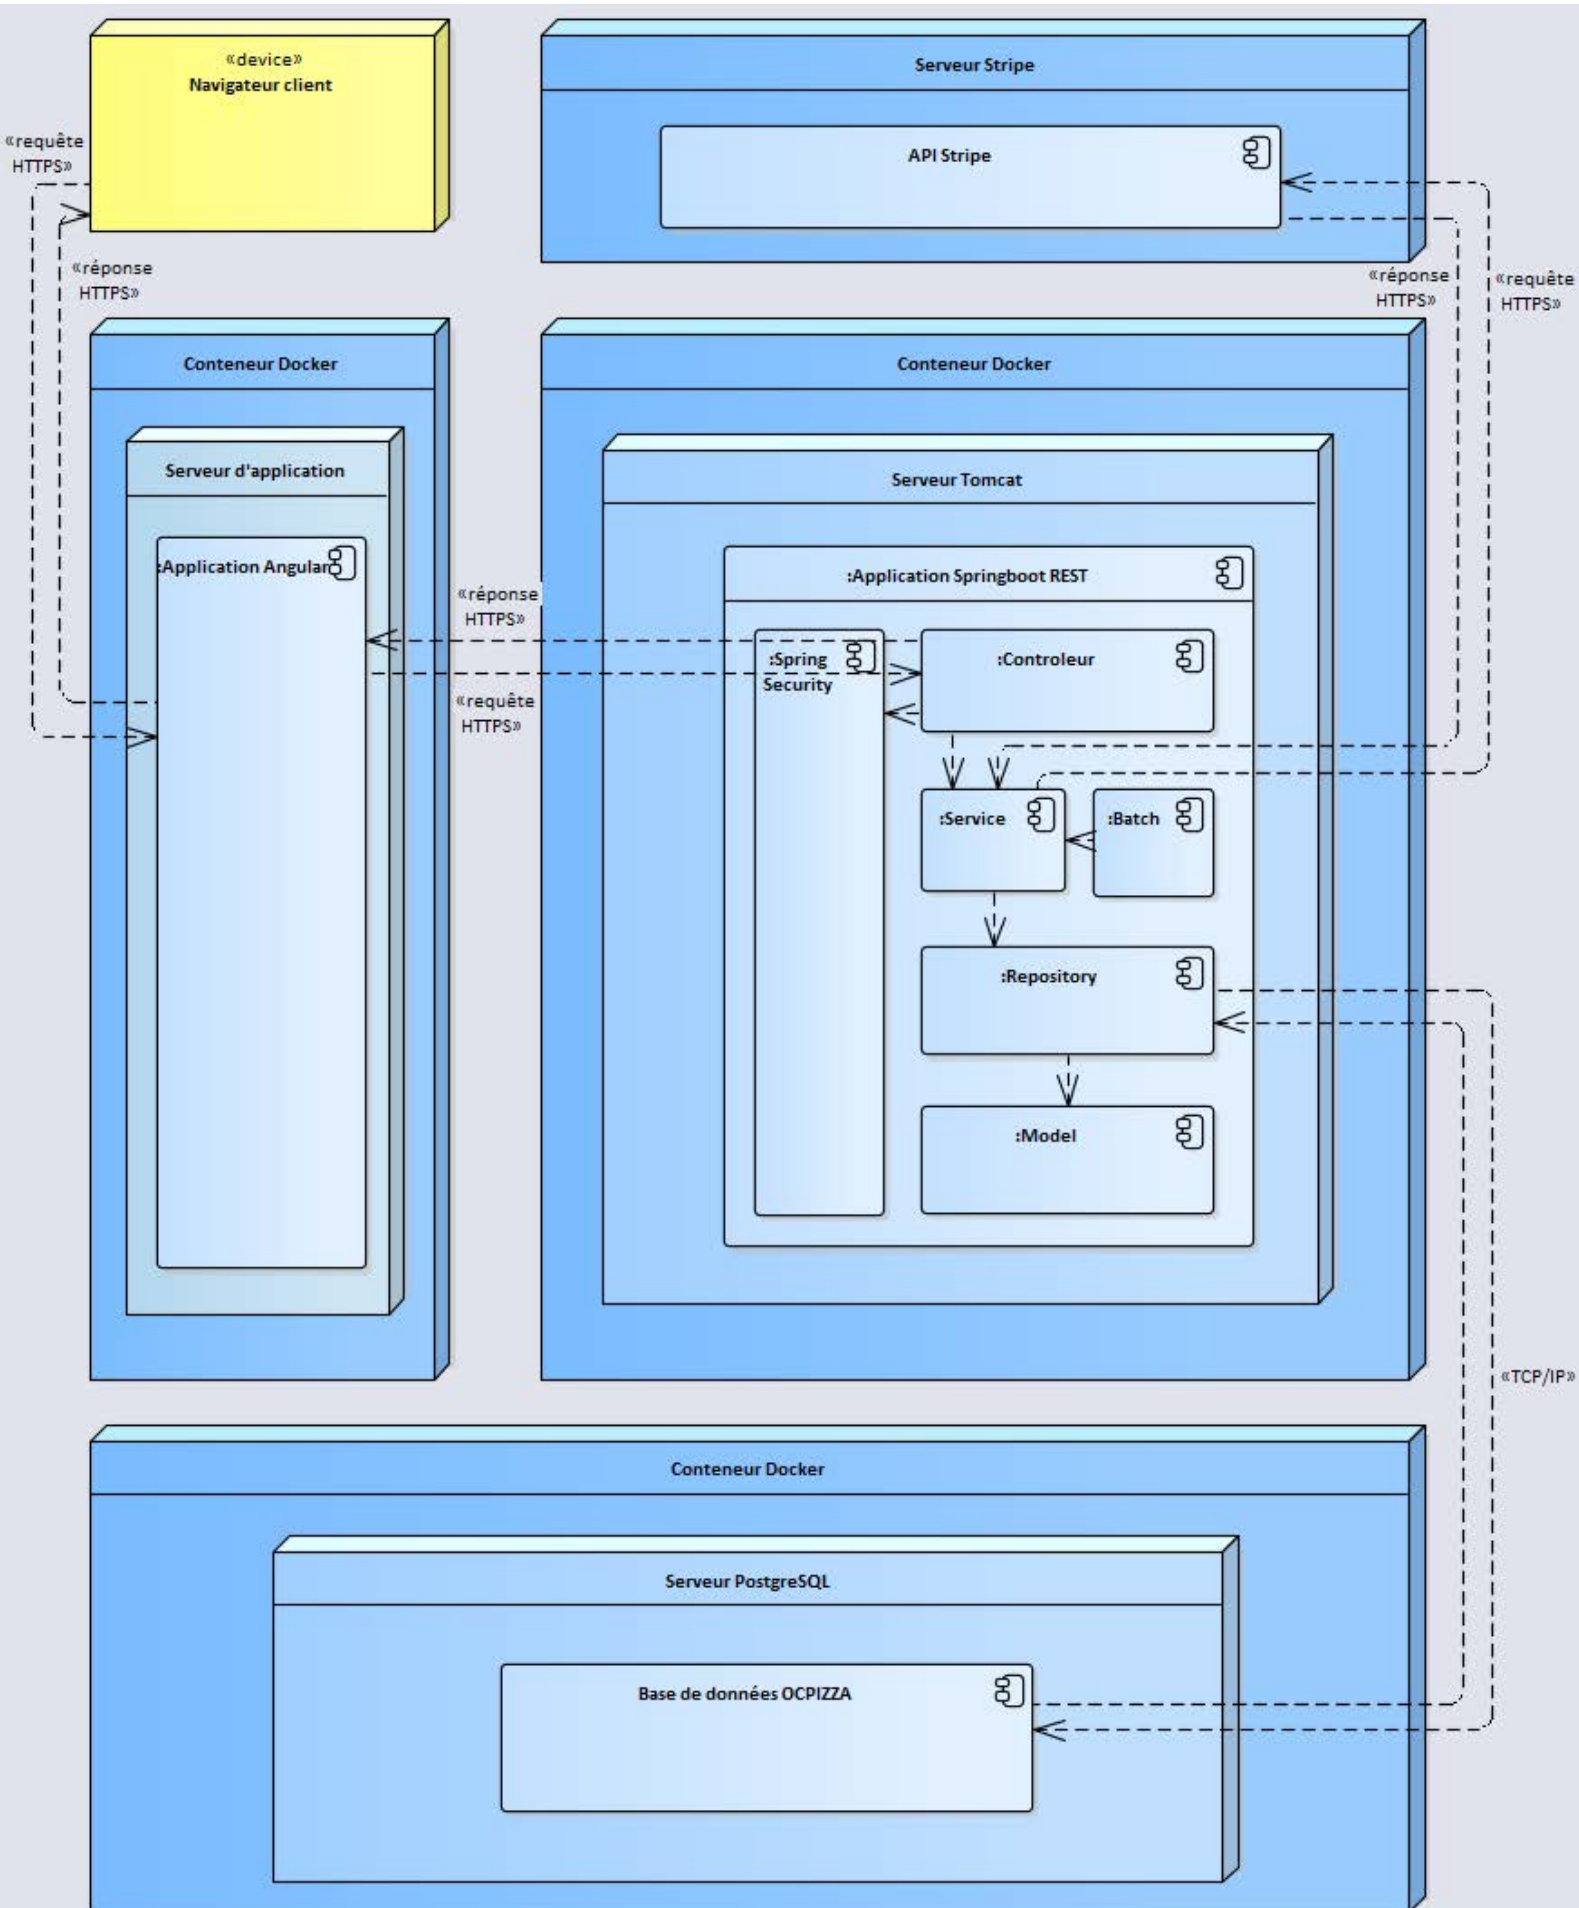 «device»
Navigateur client
«requête
HTTPS»
«réponse
HTTPS»
Serveur Stripe
API Stripe
«réponse
HTTPS»
«requête
HTTPS»
Conteneur Docker
Serveur d'application
:Application Angular
«réponse
HTTPS»
«requête
HTTPS»
Conteneur Docker
Serveur Tomcat
:Application Springboot REST
:Spring
Security
:Controleur
:Service
:Batch
:Repository
:Model
«TCP/IP»
Conteneur Docker
Serveur PostgreSQL
Base de données OCPIZZA